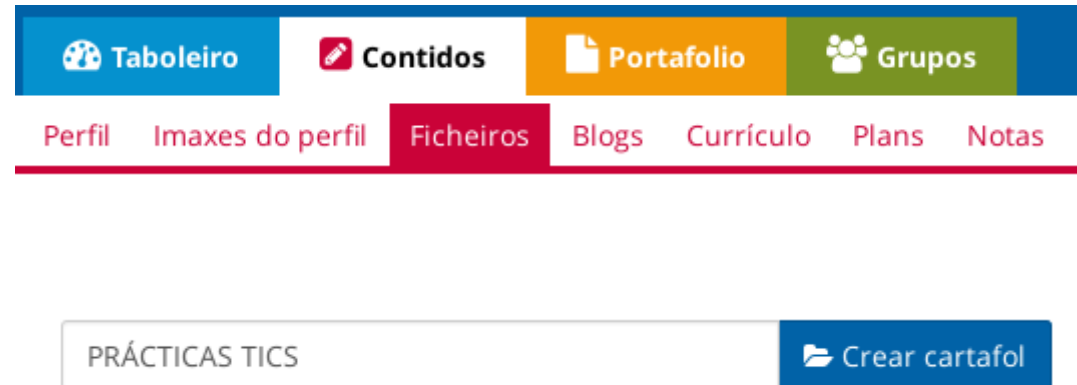 Taboleiro Contidos Portafolio Grupos
Perfil Imaxes do perfil Ficheiros Blogs Currículo Plans Notas
PRÁCTICAS TICS Crear cartafol